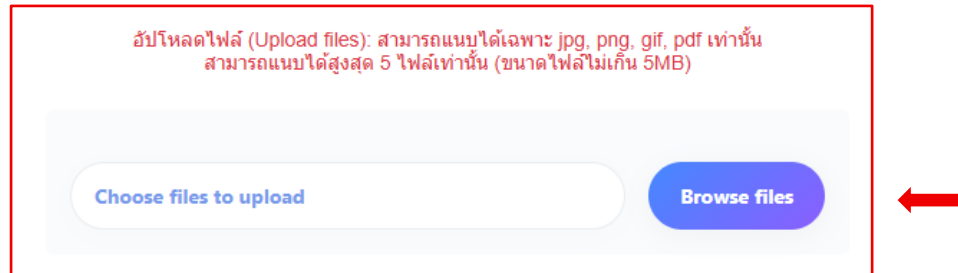 อัปโหลดไฟล์ (Upload files): สามารถแนบได้เฉพาะ jpg, png, gif, pdf เท่านั้น
สามารถแนบได้สูงสุด 5 ไฟล์เท่านั้น (ขนาดไฟล์ไม่เกิน 5MB)
Choose files to upload
Browse files